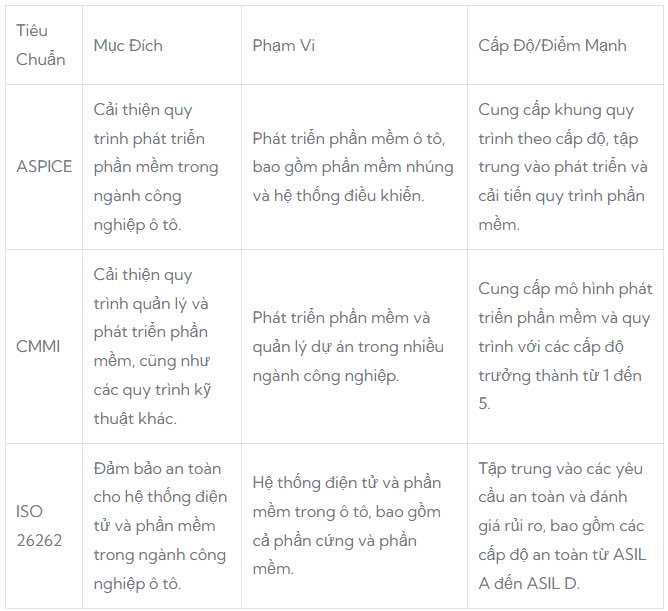 Tiêu
Chuẩn
Mục Đích
Phạm Vi
Cấp Độ/Điểm Mạnh
ASPICE
Cải thiện quy
trình phát triển
phần mềm trong
ngành công
nghiệp ô tô.
Phát triển phần mềm ô tô,
bao gồm phần mềm nhúng
và hệ thống điều khiển.
Cung cấp khung quy
trình theo cấp độ, tập
trung vào phát triển và
cải tiến quy trình phần
mềm.
CMMI
Cải thiện quy
trình quản lý và
phát triển phần
mềm, cũng như
các quy trình kỹ
thuật khác.
Phát triển phần mềm và
quản lý dự án trong nhiều
ngành công nghiệp.
Cung cấp mô hình phát
triển phần mềm và quy
trình với các cấp độ
trưởng thành từ 1 đến
5.
ISO
26262
Đảm bảo an toàn
cho hệ thống điện
tử và phần mềm
trong ngành công
nghiệp ô tô.
Hệ thống điện tử và phần
mềm trong ô tô, bao gồm
cả phần cứng và phần
mềm.
Tập trung vào các yêu
cầu an toàn và đánh
giá rủi ro, bao gồm các
cấp độ an toàn từ ASIL
A đến ASIL D.